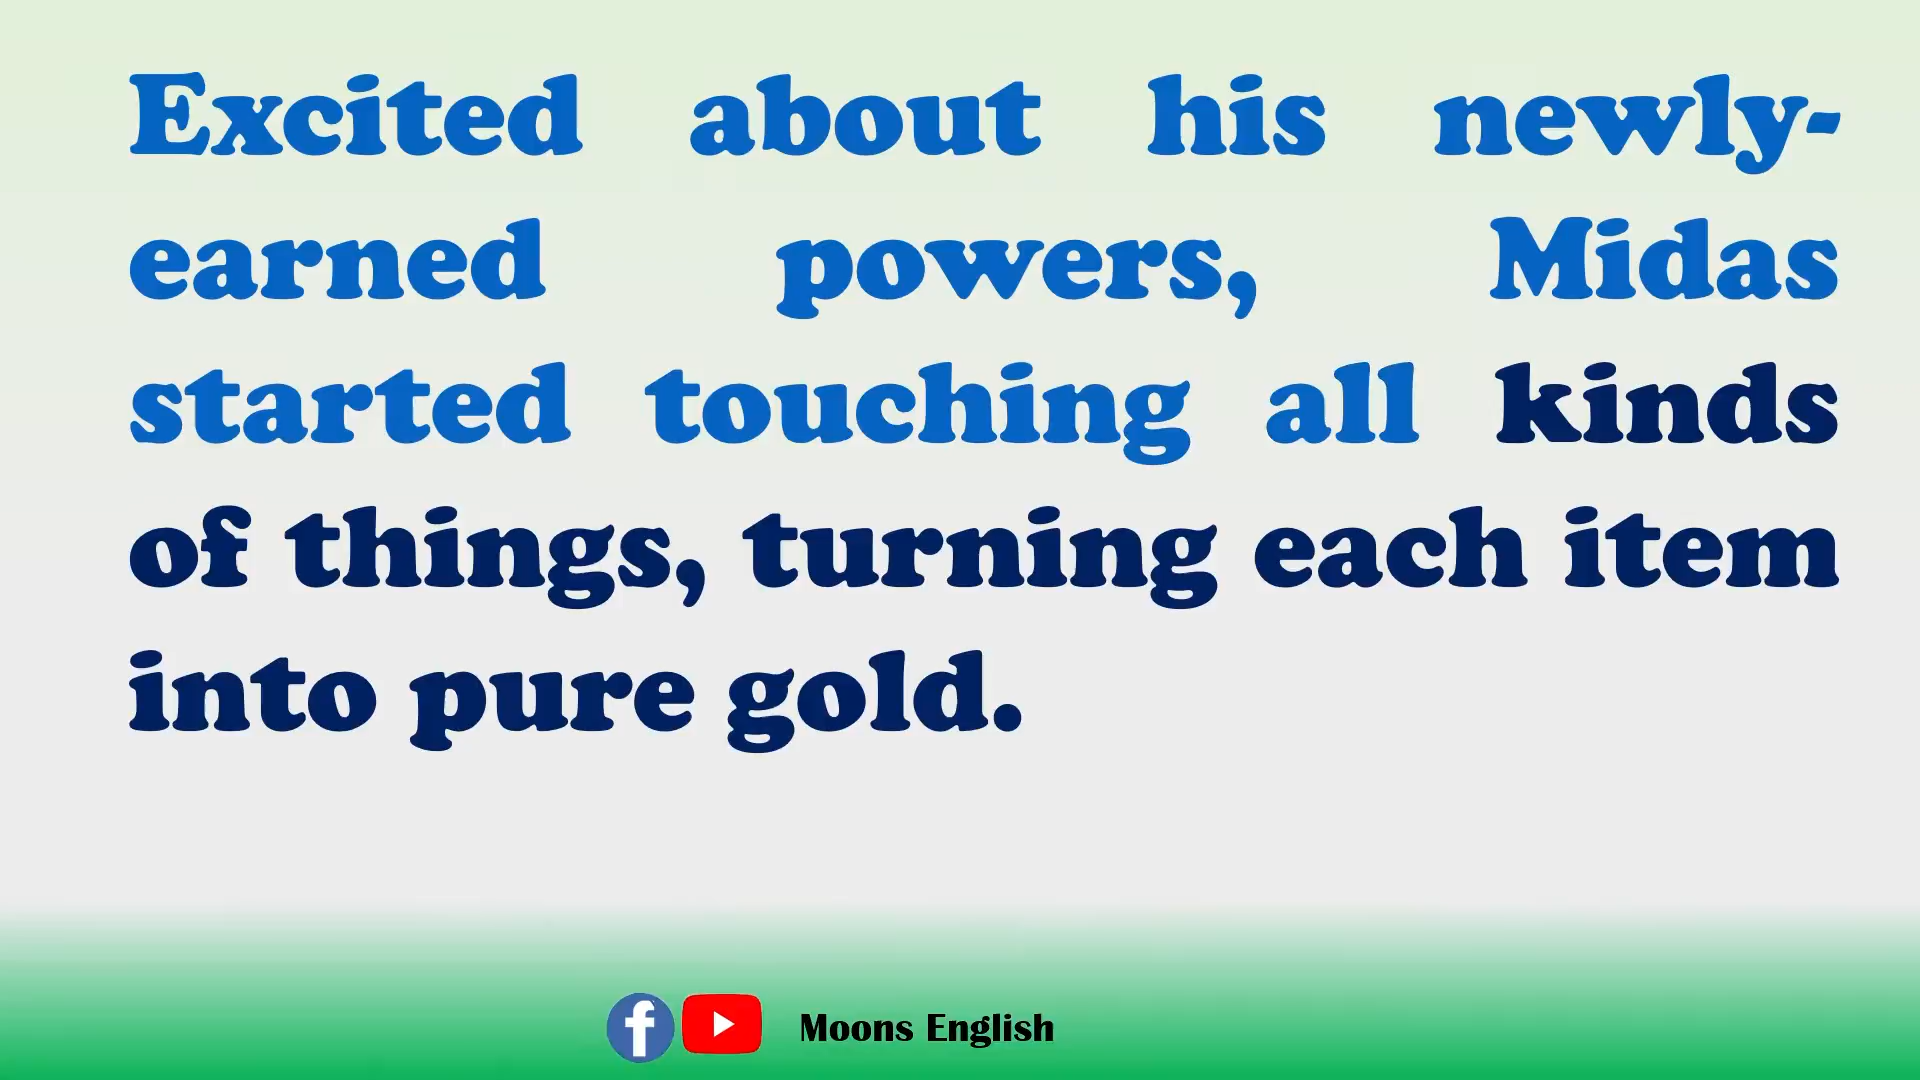 Excited about his newly-
earned powers, Midas
started touching all kinds
of things, turning each item
into pure gold.
Moons English